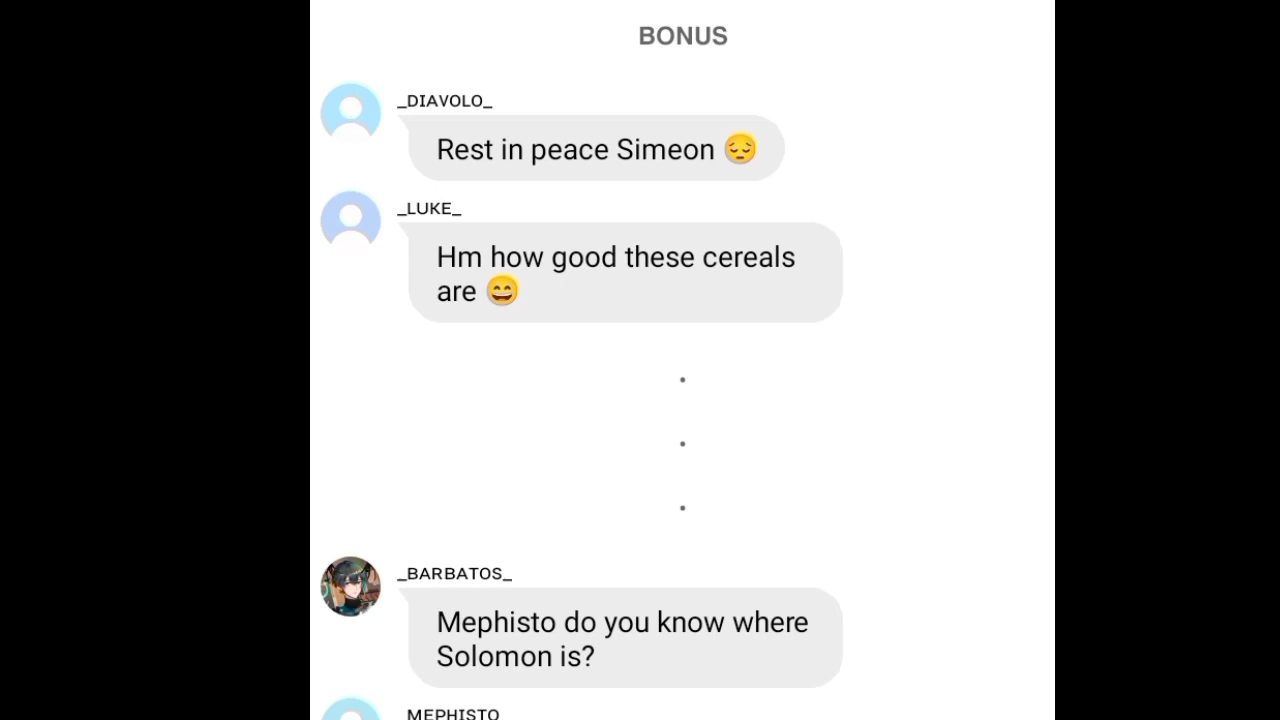 BONUS
_DIAVOLO_
Rest in peace Simeon 😔
_LUKE_
Hm how good these cereals
are 😄
.
.
.
_BARBATOS_
Mephisto do you know where
Solomon is?
_MEPHISTO_